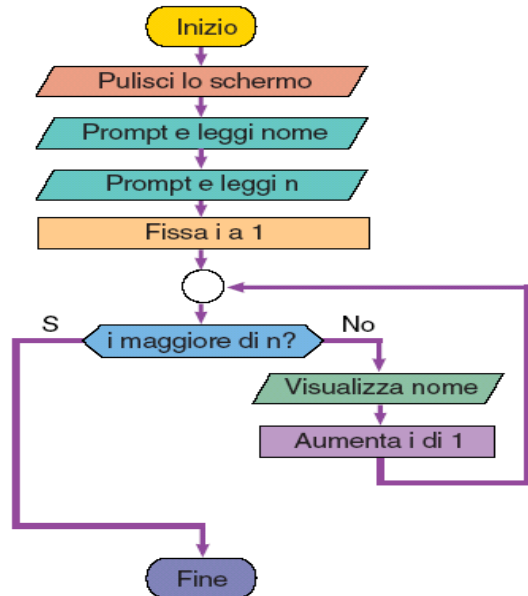 Inizio
Pulisci lo schermo
Prompt e leggi nome
Prompt e leggi n
Fissa i a 1
S
i maggiore di n?
No
Visualizza nome
Aumenta i di 1
Fine